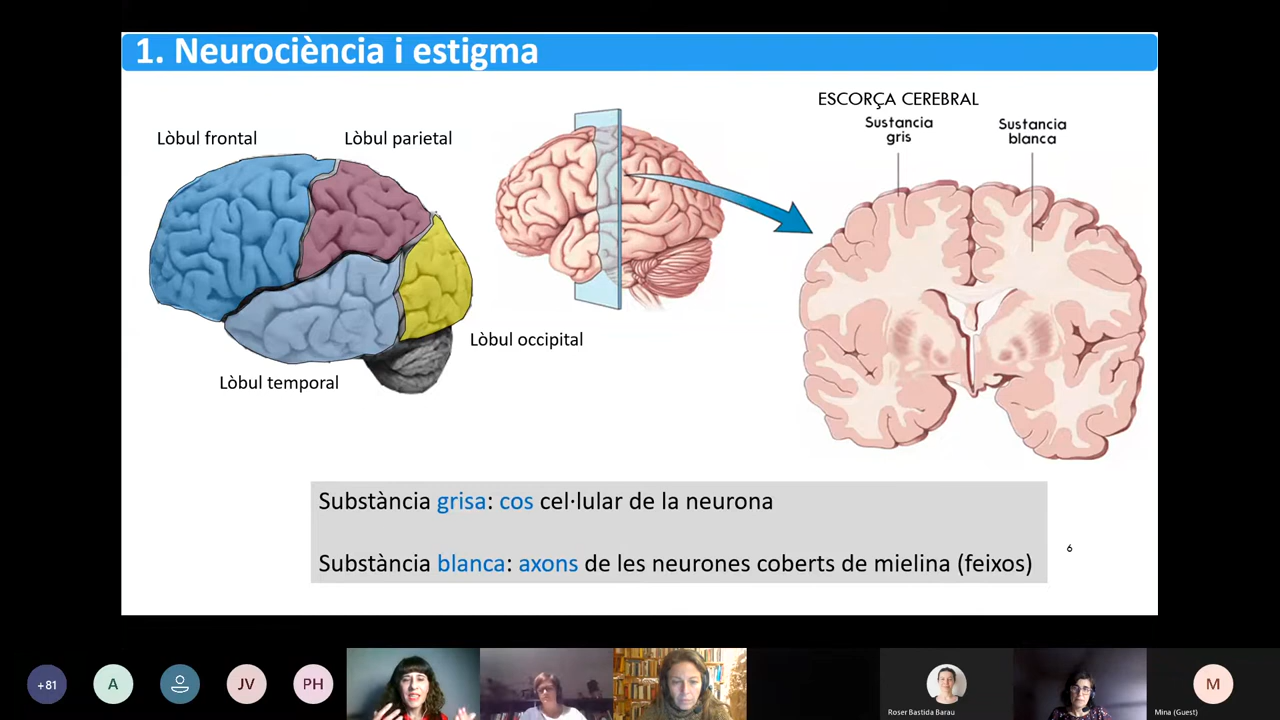 1. Neurociència i estigma
Lòbul frontal
Lòbul parietal
Lòbul occipital
Lòbul temporal
ESCORÇA CEREBRAL
Sustancia
gris
Sustancia
blanca
Substància grisa: cos cel·lular de la neurona
Substància blanca: axons de les neurones coberts de mielina (feixos)
6
+81
A
JV
PH
Roser Bastida Barau
M
Mina (Guest)